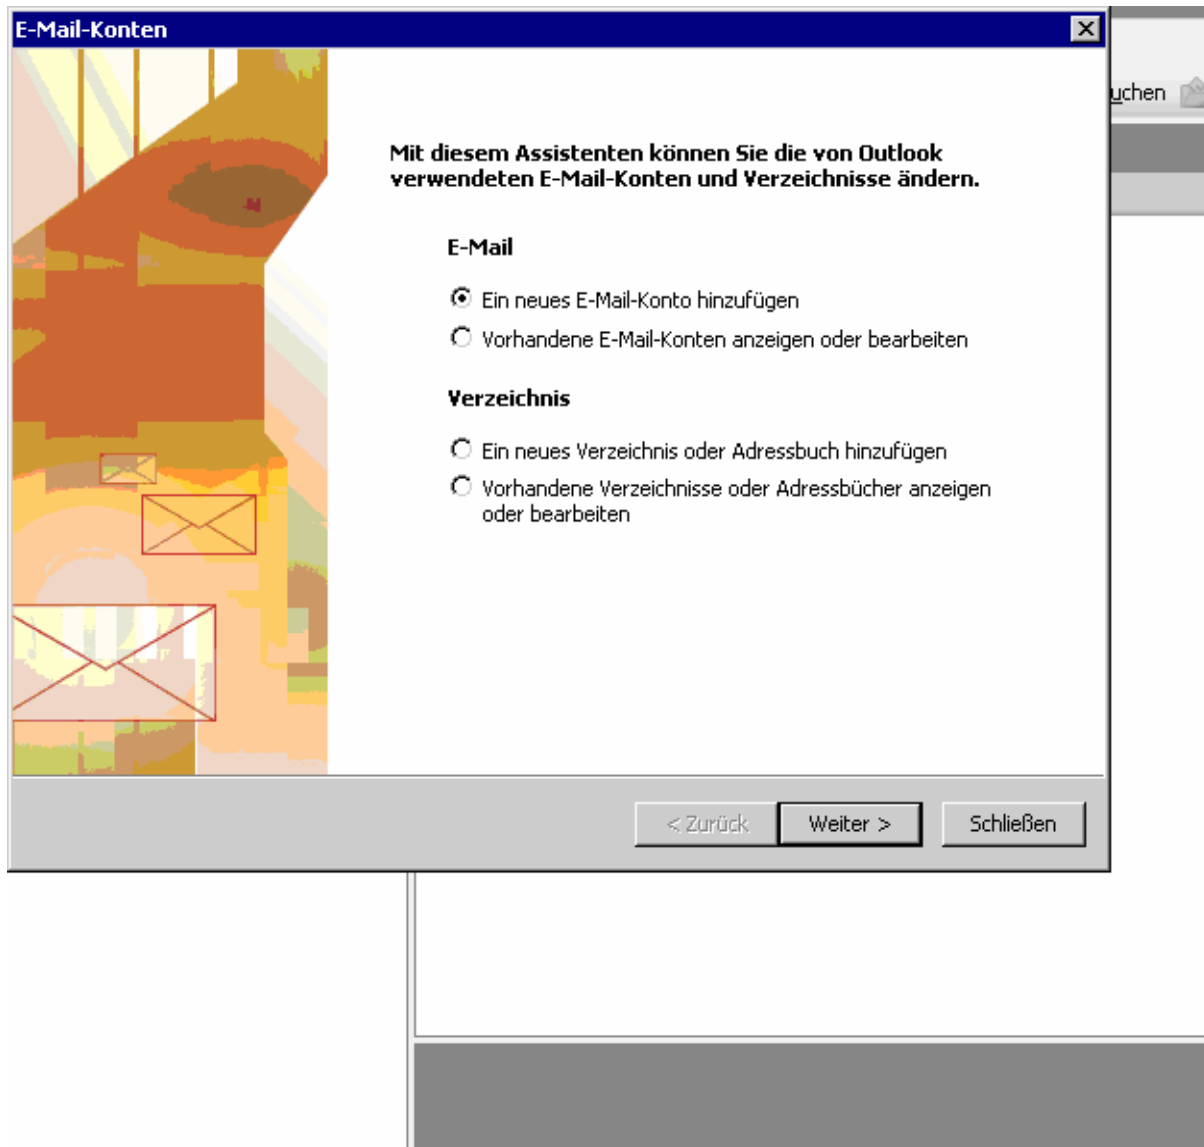 E-Mail-Konten
uchen
Mit diesem Assistenten können Sie die von Outlook
verwendeten E-Mail-Konten und Verzeichnisse ändern.
E-Mail
Ein neues E-Mail-Konto hinzufügen
Vorhandene E-Mail-Konten anzeigen oder bearbeiten
Verzeichnis
Ein neues Verzeichnis oder Adressbuch hinzufügen
Vorhandene Verzeichnisse oder Adressbücher anzeigen
oder bearbeiten
< Zurück Weiter > Schließen